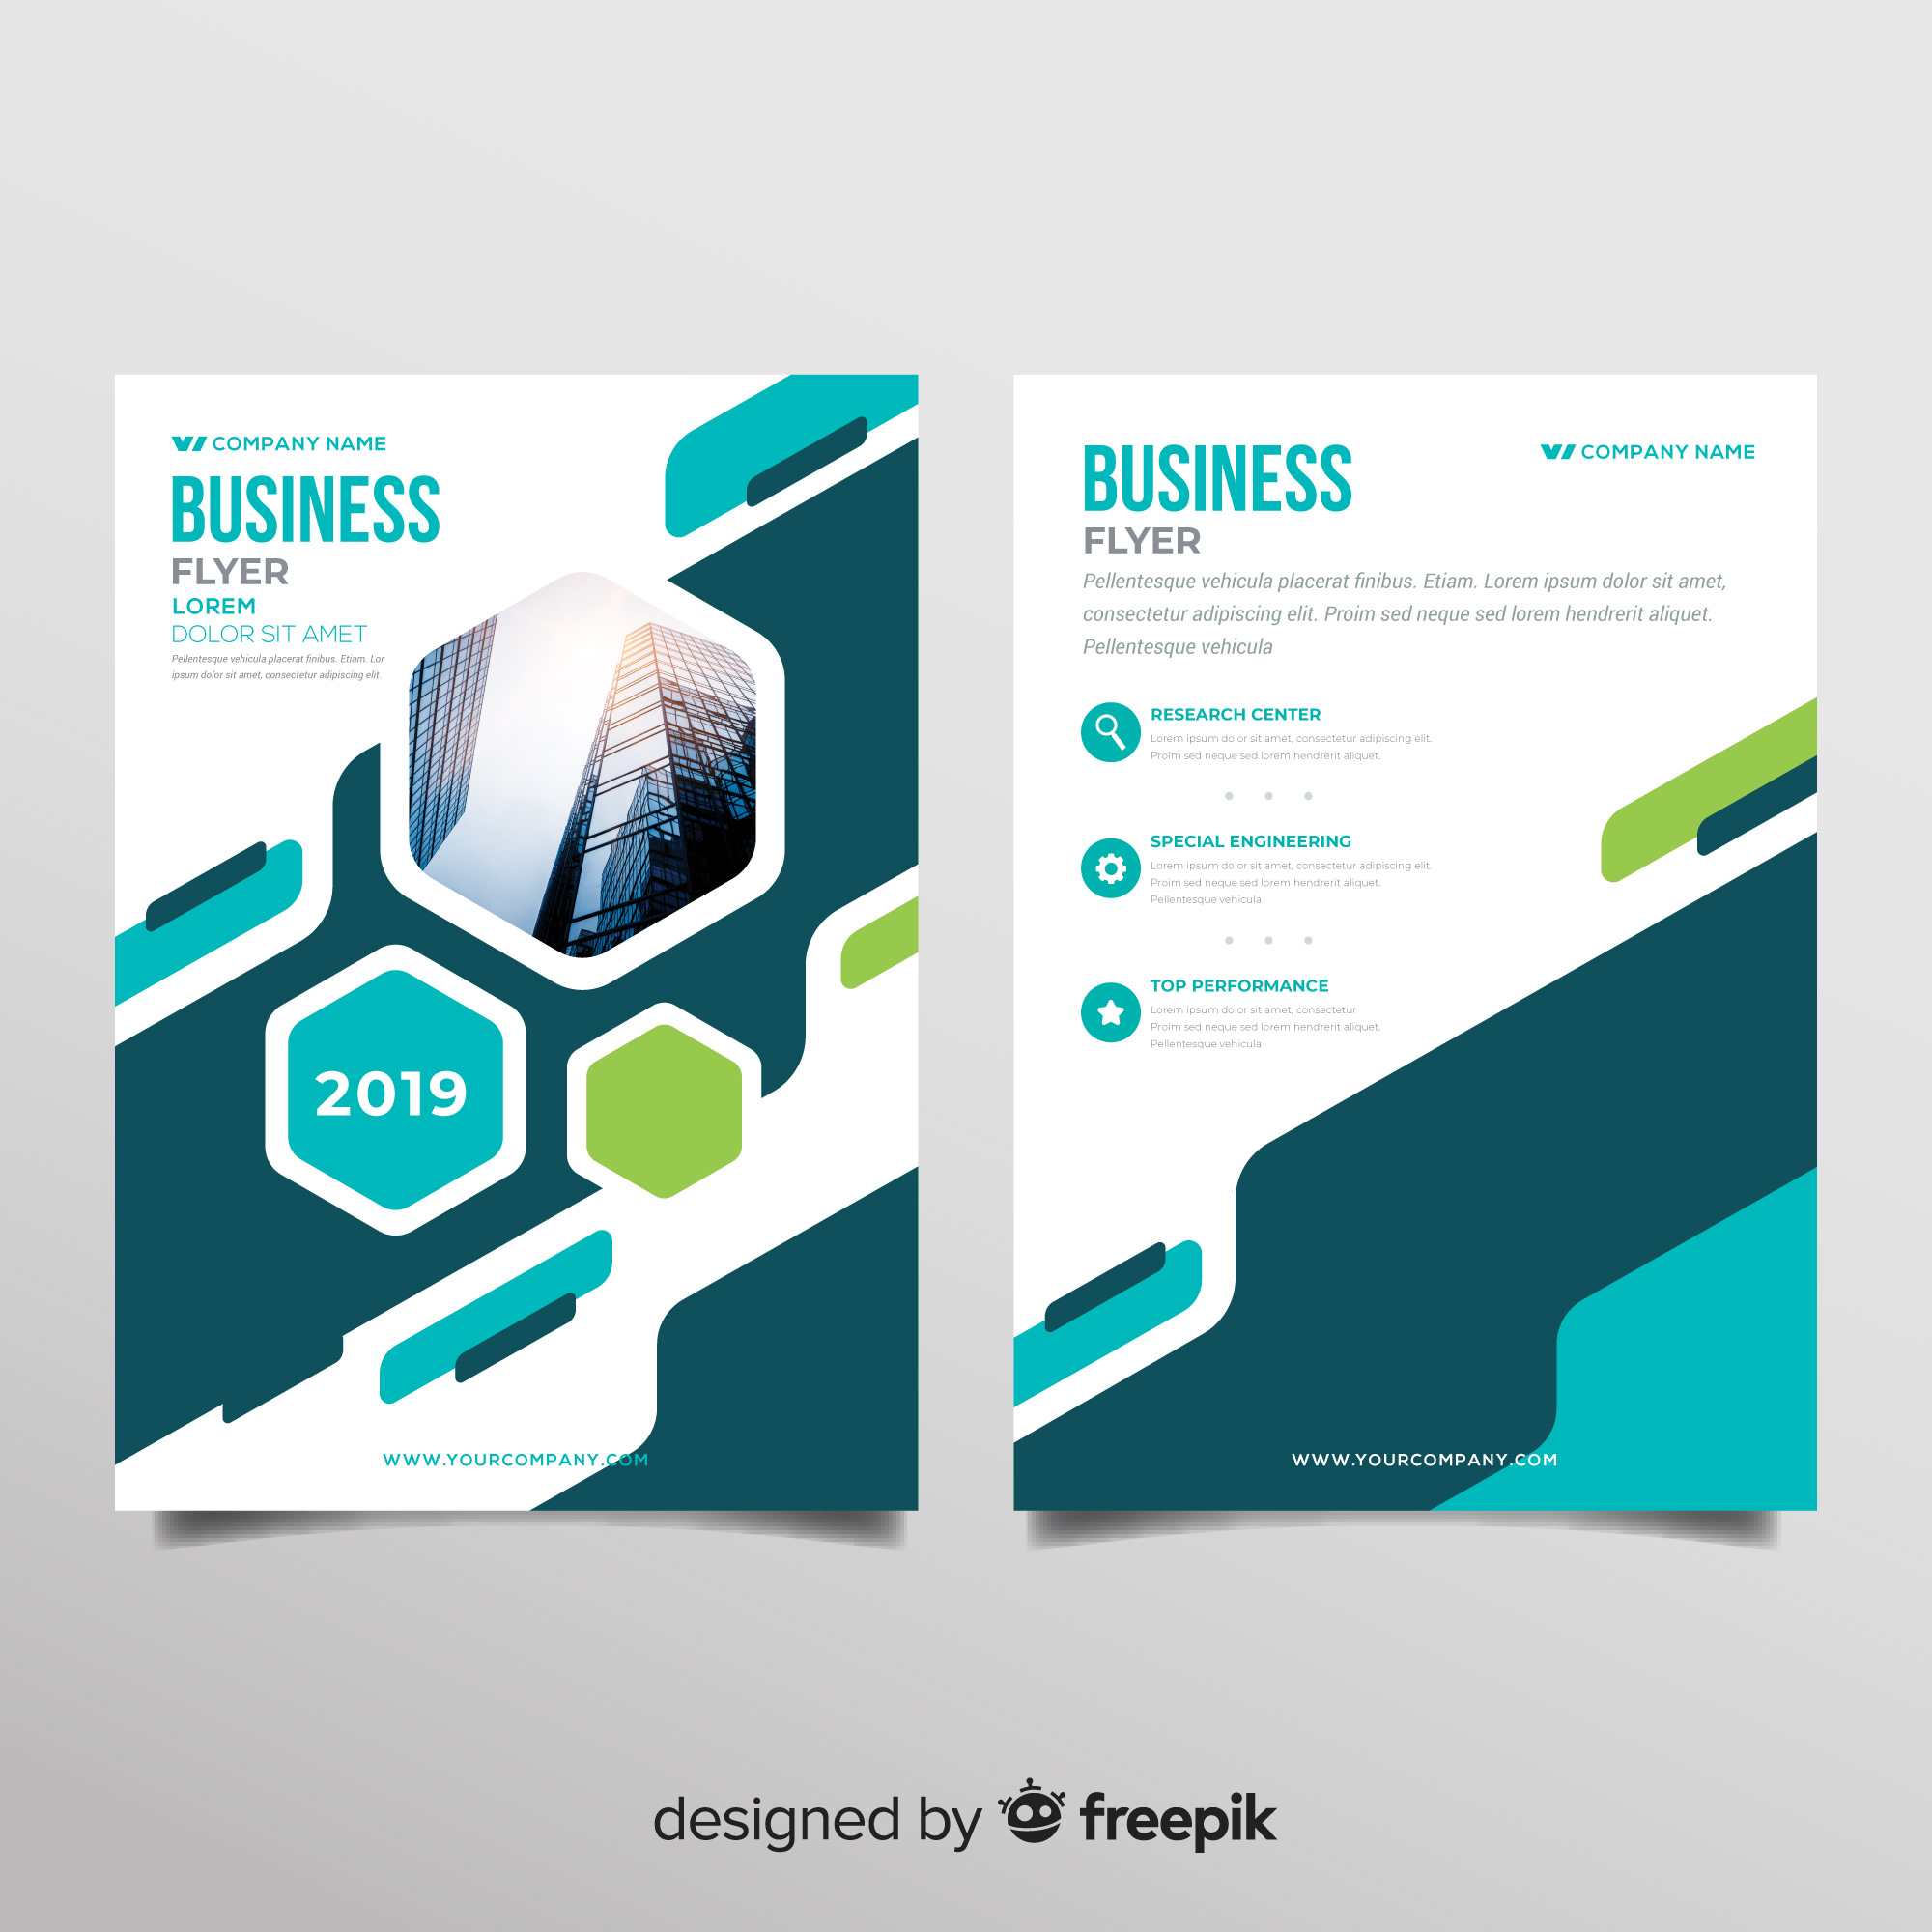 COMPANY NAME
BUSINESS
FLYER
LOREM
DOLOR SIT AMET
Pellentesque vehicula placerat finibus. Etiam. Lor
ipsum dolor sit amet, consectetur adipiscing elit.
2019
WWW.YOURCOMPANY.COM
BUSINESS
COMPANY NAME
FLYER
Pellentesque vehicula placerat finibus. Etiam. Lorem ipsum dolor sit amet,
consectetur adipiscing elit. Proim sed neque sed lorem hendrerit aliquet.
Pellentesque vehicula
RESEARCH CENTER
Lorem ipsum dolor sit amet, consectetur adipiscing elit.
Proim sed neque sed lorem hendrerit aliquet.
SPECIAL ENGINEERING
Lorem ipsum dolor sit amet, consectetur adipiscing elit.
Proim sed neque sed lorem hendrerit aliquet.
Pellentesque vehicula
TOP PERFORMANCE
Lorem ipsum dolor sit amet, consectetur
Proim sed neque sed lorem hendrerit aliquet.
Pellentesque vehicula
WWW.YOURCOMPANY.COM
designed by freepik